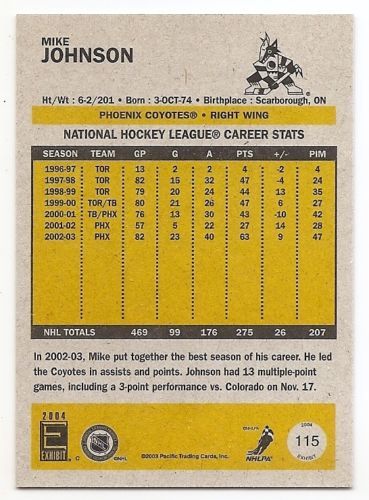 MIKE
JOHNSON
Ht/Wt : 6-2/201 • Born : 3-OCT-74 • Birthplace : Scarborough, ON
PHOENIX COYOTES® • RIGHT WING
NATIONAL HOCKEY LEAGUE® CAREER STATS
SEASON TEAM GP G A PTS +/- PIM
1996-97 TOR 13 2 2 4 -2 4
1997-98 TOR 82 15 32 47 4 24
1998-99 TOR 79 20 24 44 13 35
1999-00 TOR/TB 80 21 26 47 6 27
2000-01 TB/PHX 76 13 30 43 -10 42
2001-02 PHX 57 5 22 27 14 28
2002-03 PHX 82 23 40 63 9 47
NHL TOTALS 469 99 176 275 26 207
In 2002-03, Mike put together the best season of his career. He led
the Coyotes in assists and points. Johnson had 13 multiple-point
games, including a 3-point performance vs. Colorado on Nov. 17.
2004
E
EXHIBIT
C
NHL
©NHL
©2003 Pacific Trading Cards, Inc.
©NHLPA
NHLPA
2004
115
EXHIBIT